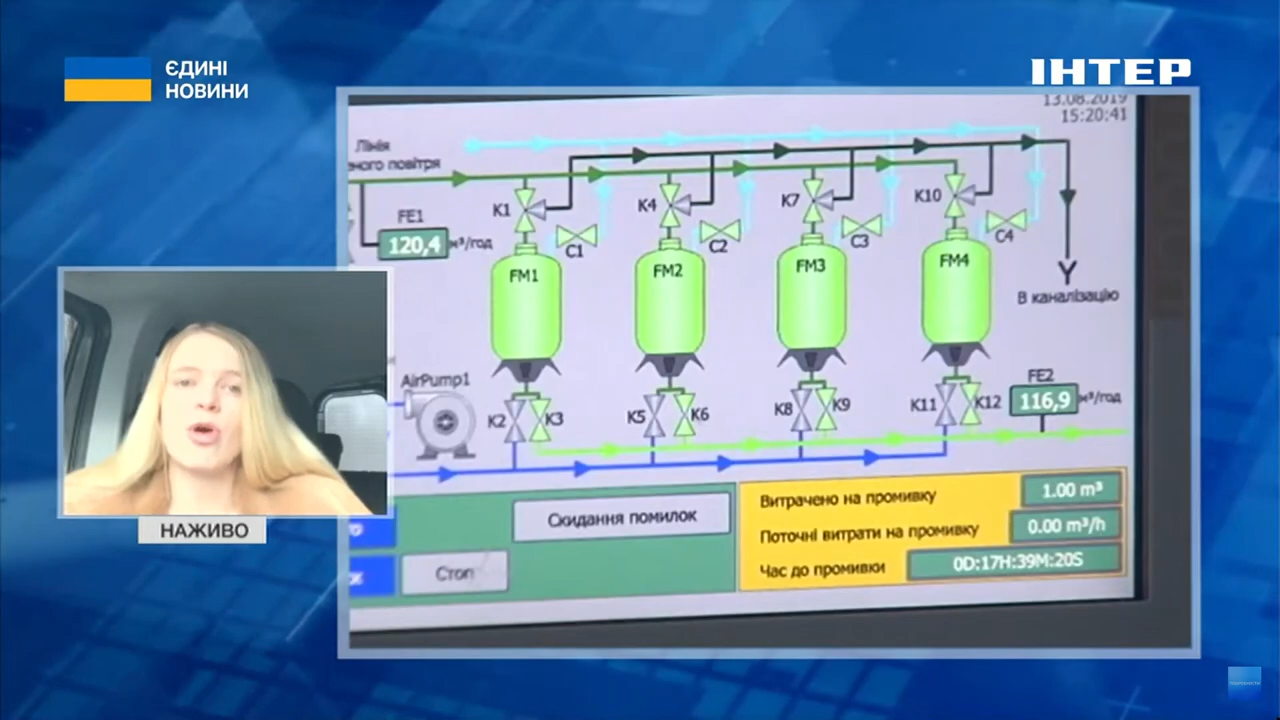 ЄДИНІ
НОВИНИ
ІНТЕР
13.08.2019
15:20:41
Лінія
повітря
FE1
120,4 м³/год
K1
K4
K7
K10
C1
C2
C3
C4
FM1
FM2
FM3
FM4
В каналізацію
AirPump1
K2
K3
K5
K6
K8
K9
K11
K12
FE2
116,9 м³/год
НАЖИВО
Скидання помилок
Стоп
Витрачено на промивку 1.00 m³
Поточні витрати на промивку 0.00 m³/h
Час до промивки 0D:17H:39M:20S